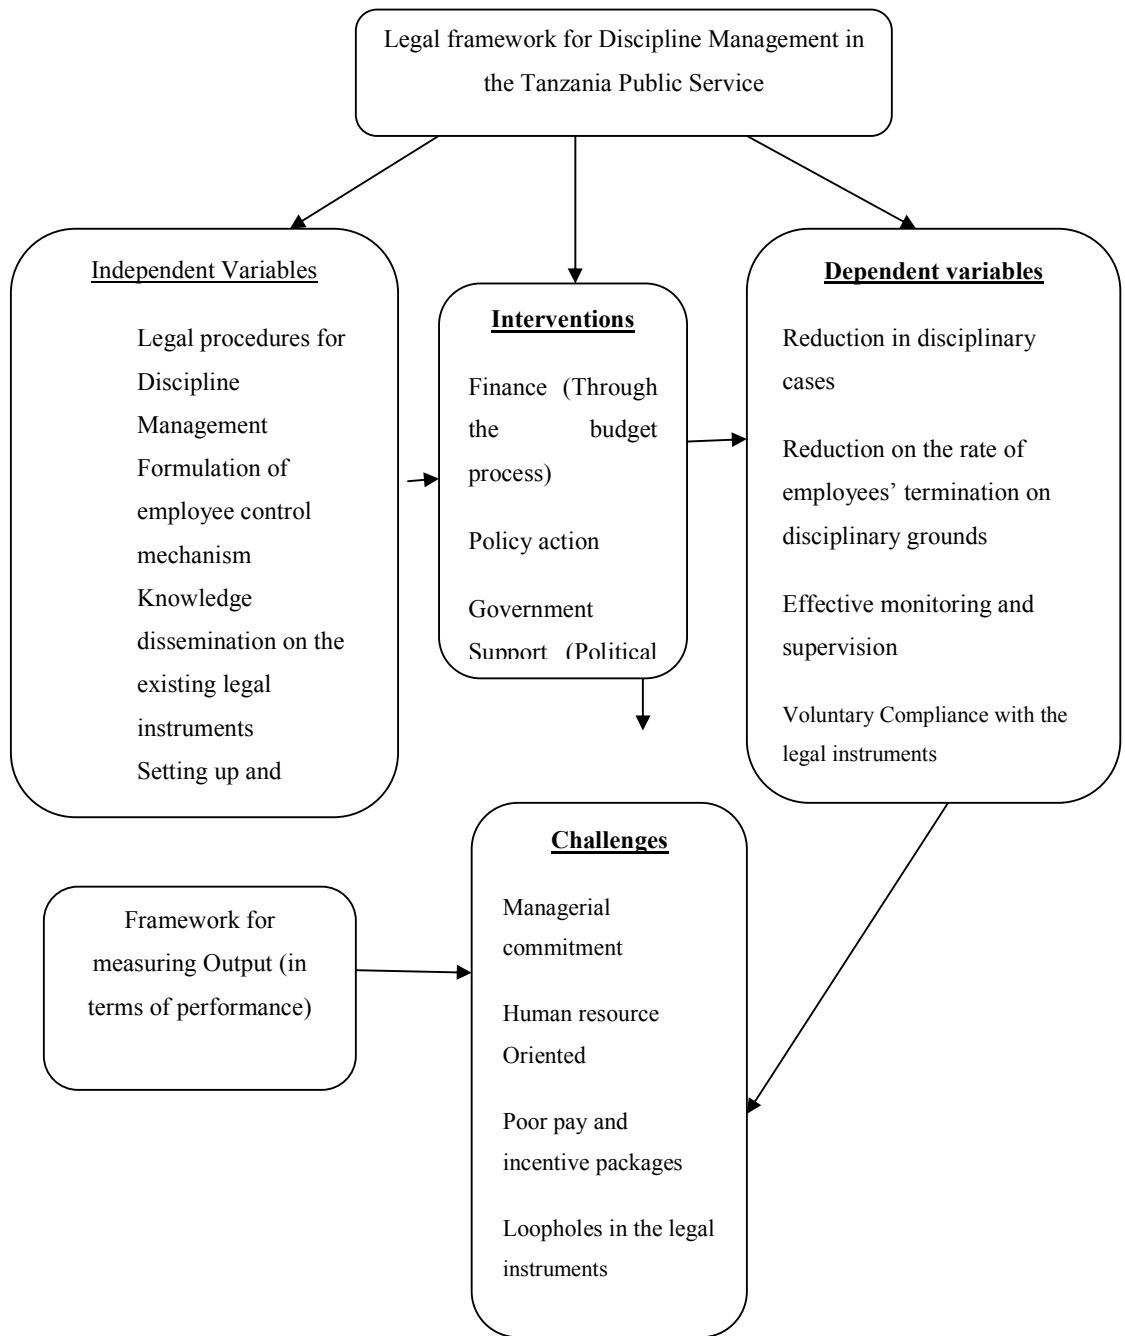 Legal framework for Discipline Management in
the Tanzania Public Service
Independent Variables
Legal procedures for
Discipline
Management
Formulation of
employee control
mechanism
Knowledge
dissemination on the
existing legal
instruments
Setting up and
Interventions
Finance (Through
the budget
process)
Policy action
Government
Support (Political
Dependent variables
Reduction in disciplinary
cases
Reduction on the rate of
employees’ termination on
disciplinary grounds
Effective monitoring and
supervision
Voluntary Compliance with the
legal instruments
Framework for
measuring Output (in
terms of performance)
Challenges
Managerial
commitment
Human resource
Oriented
Poor pay and
incentive packages
Loopholes in the legal
instruments